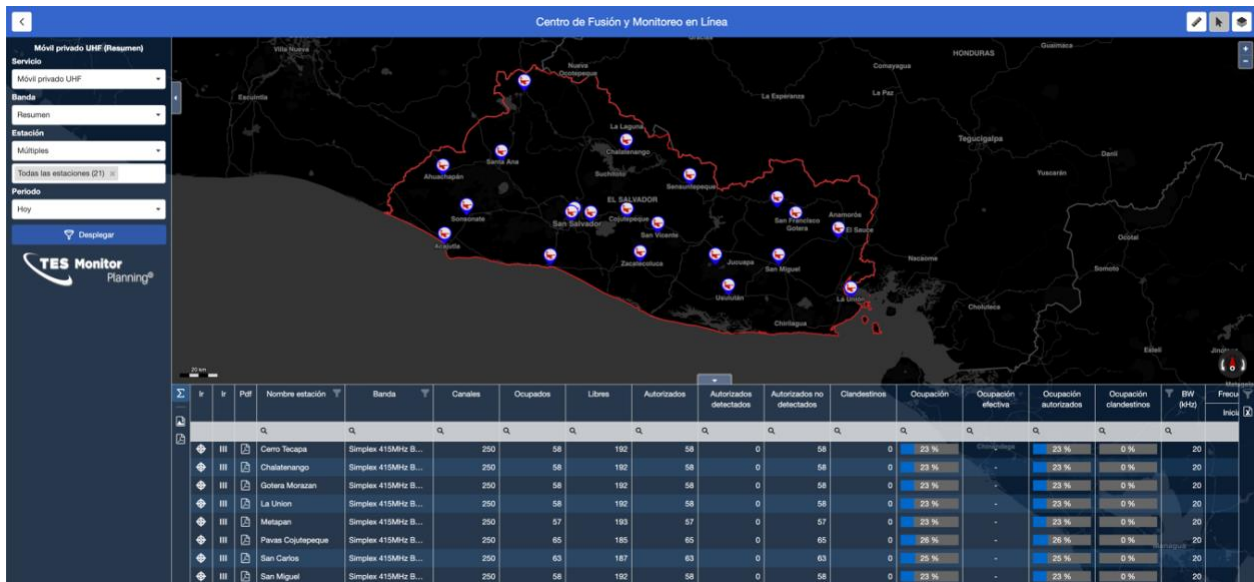 Centro de Fusión y Monitoreo en Línea
Móvil privado UHF (Resumen)
Servicio
Móvil privado UHF
Banda
Resumen
Estación
Múltiples
Todas las estaciones (21) ×
Periodo
Hoy
Desplegar
TES Monitor
Planning®
Villa Nueva
Escuintla
Nueva
Ocotepeque
Comayagua
HONDURAS
Guaimaca
La Esperanza
La Paz
Tegucigalpa
Danlí
Yuscarán
La Laguna
Chalatenango
Santa Ana
Ahuachapán
Suchitoto
Sensuntepeque
EL SALVADOR
Sonsonate
San Salvador
Cojutepeque
San Francisco
Gotera
Anamorós
El Sauce
San Vicente
Acajutla
Zacatecoluca
Jucuapa
San Miguel
Nacaome
Ocotal
Somoto
Usulután
La Unión
Choluteca
Chirilagua
Estelí
20 km
Ir Ir Pdf Nombre estación Banda Canales Ocupados Libres Autorizados Autorizados detectados Autorizados no detectados Clandestinos Ocupación Ocupación efectiva Ocupación autorizados Ocupación clandestinos BW (kHz)
Cerro Tecapa Simplex 415MHz B... 250 58 192 58 0 58 0 23 % - 23 % 0 % 20
Chalatenango Simplex 415MHz B... 250 58 192 58 0 58 0 23 % - 23 % 0 % 20
Gotera Morazan Simplex 415MHz B... 250 58 192 58 0 58 0 23 % - 23 % 0 % 20
La Union Simplex 415MHz B... 250 58 192 58 0 58 0 23 % - 23 % 0 % 20
Metapan Simplex 415MHz B... 250 57 193 57 0 57 0 23 % - 23 % 0 % 20
Pavas Cojutepeque Simplex 415MHz B... 250 65 185 65 0 65 0 26 % - 26 % 0 % 20
San Carlos Simplex 415MHz B... 250 63 187 63 0 63 0 25 % - 25 % 0 % 20
San Miguel Simplex 415MHz B... 250 58 192 58 0 58 0 23 % - 23 % 0 % 20